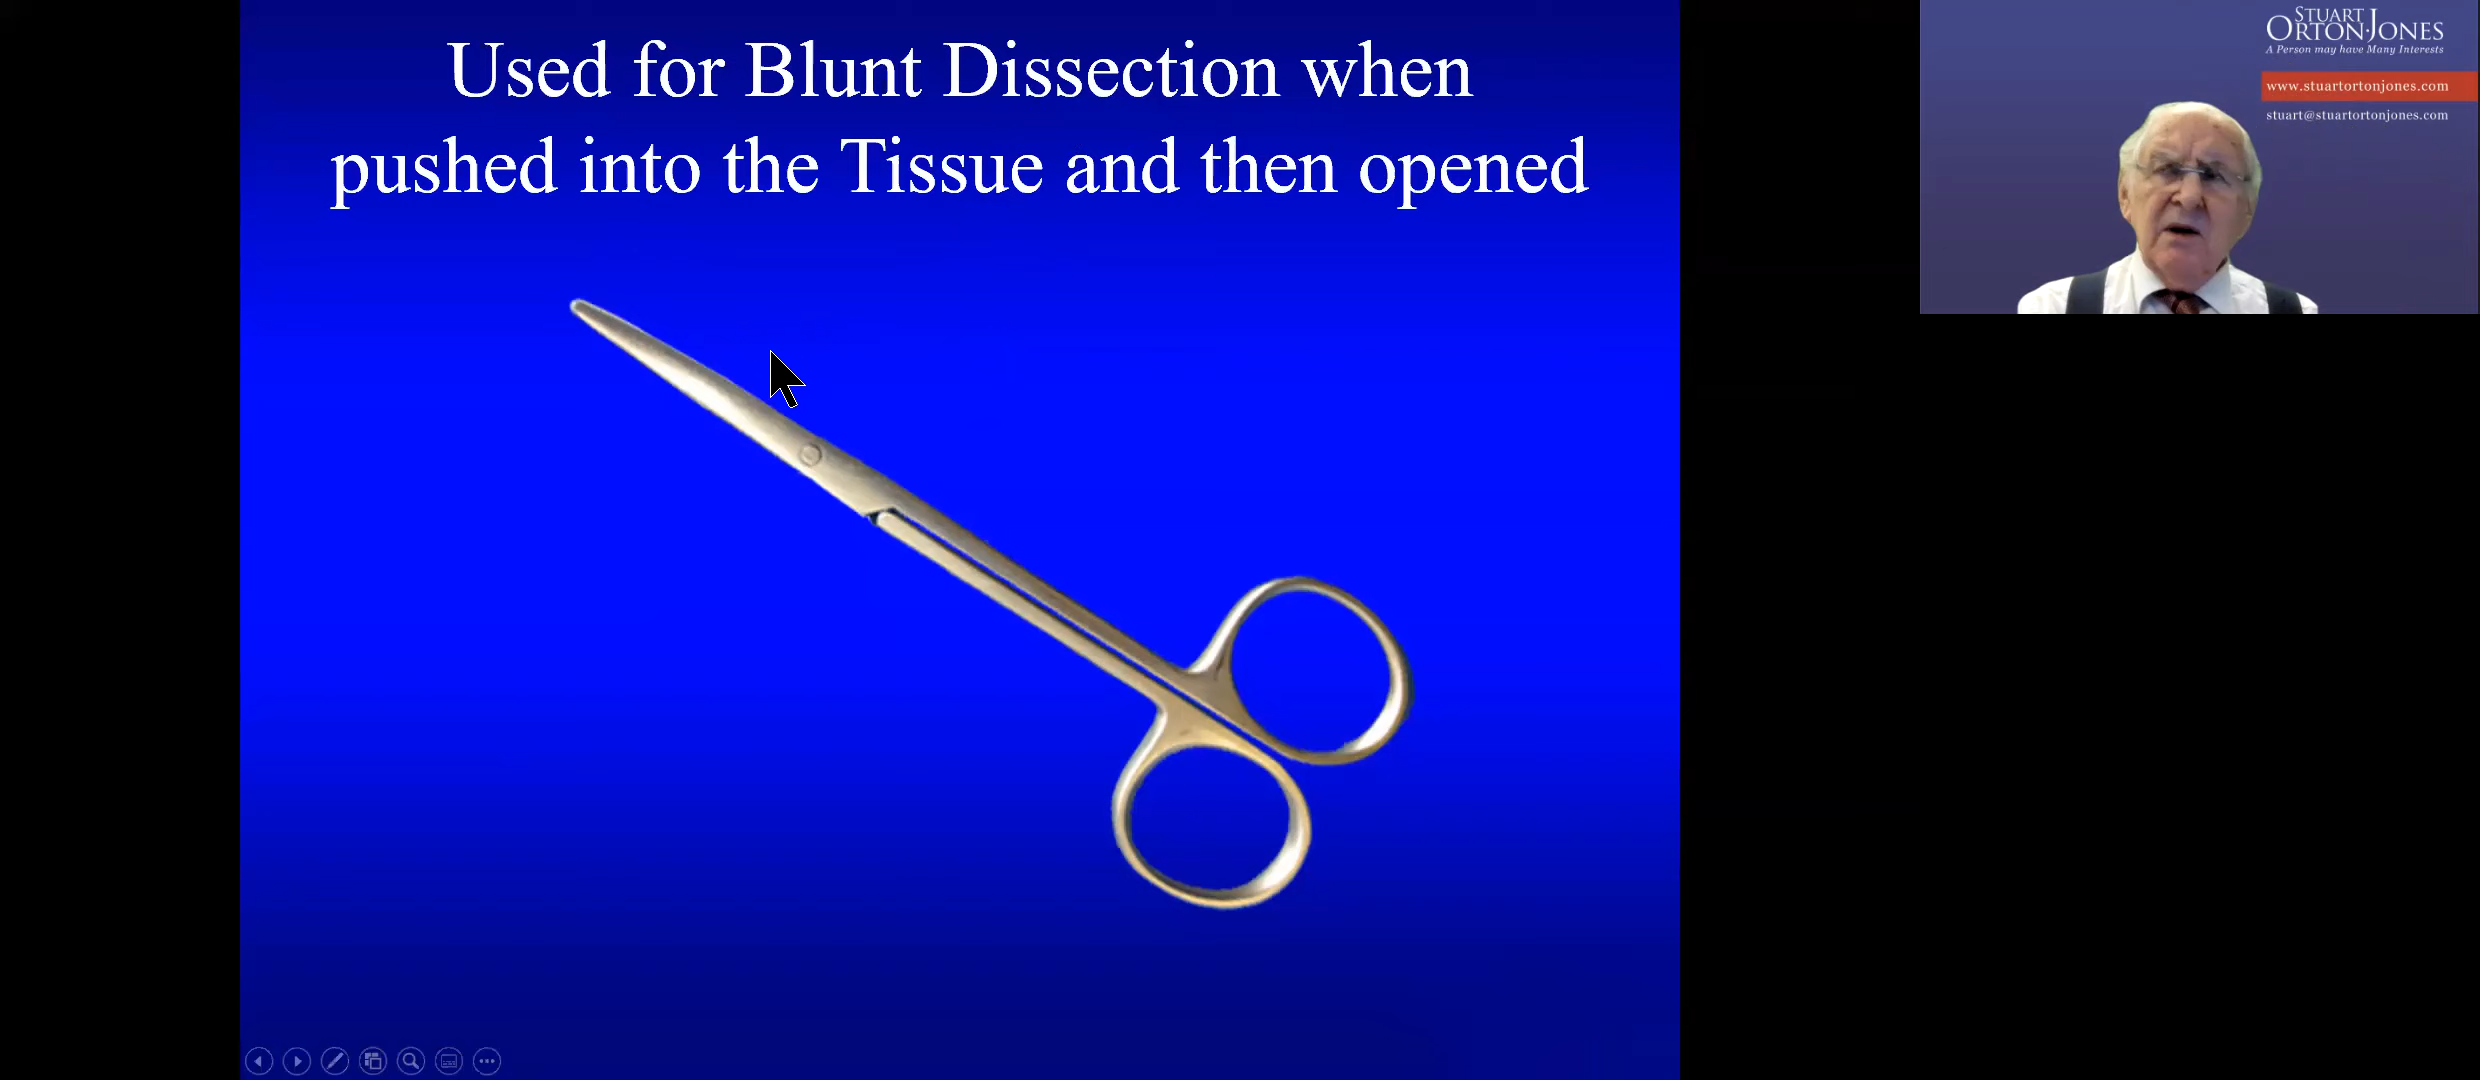 Used for Blunt Dissection when
pushed into the Tissue and then opened
STUART
ORTON·JONES
A Person may have Many Interests
www.stuartortonjones.com
stuart@stuartortonjones.com